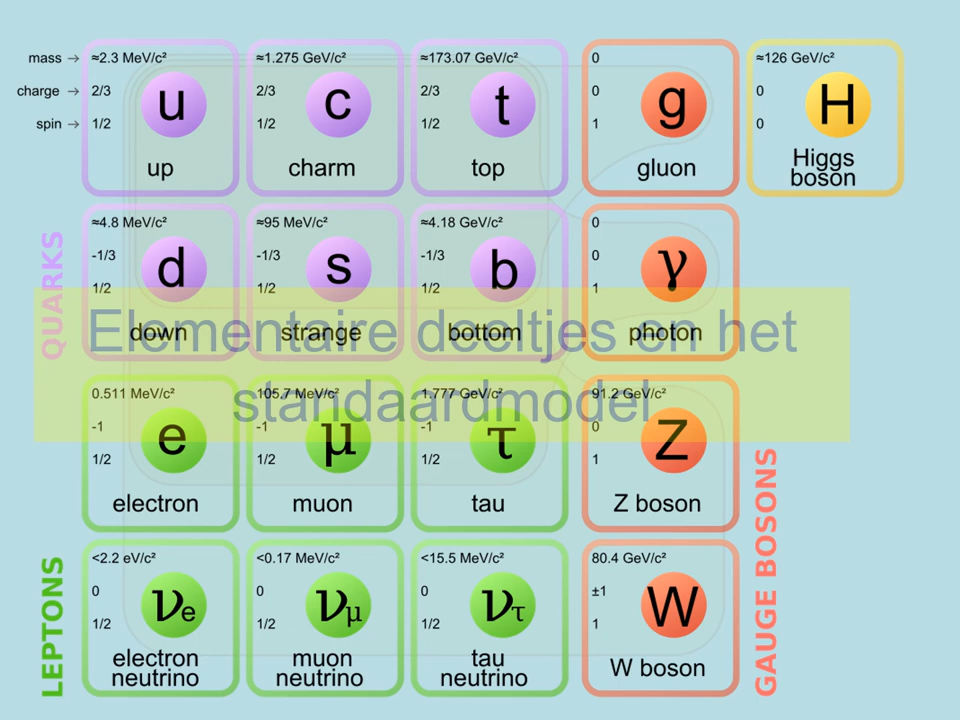 mass → ≈2.3 MeV/c² ≈1.275 GeV/c² ≈173.07 GeV/c² 0 ≈126 GeV/c²
charge → 2/3 2/3 2/3 0 0
spin → 1/2 1/2 1/2 1 0
u c t g H
up charm top gluon Higgs
boson
QUARKS
≈4.8 MeV/c² ≈95 MeV/c² ≈4.18 GeV/c² 0
-1/3 -1/3 -1/3 0
1/2 1/2 1/2 1
d s b γ
down strange bottom photon
Elementaire deeltjes en het
standaardmodel
0.511 MeV/c² 105.7 MeV/c² 1.777 GeV/c² 91.2 GeV/c²
-1 -1 -1 0
1/2 1/2 1/2 1
e μ τ Z
electron muon tau Z boson
LEPTONS
<2.2 eV/c² <0.17 MeV/c² <15.5 MeV/c² 80.4 GeV/c²
0 0 0 ±1
1/2 1/2 1/2 1
νe νμ ντ W
electron muon tau W boson
neutrino neutrino neutrino
GAUGE BOSONS